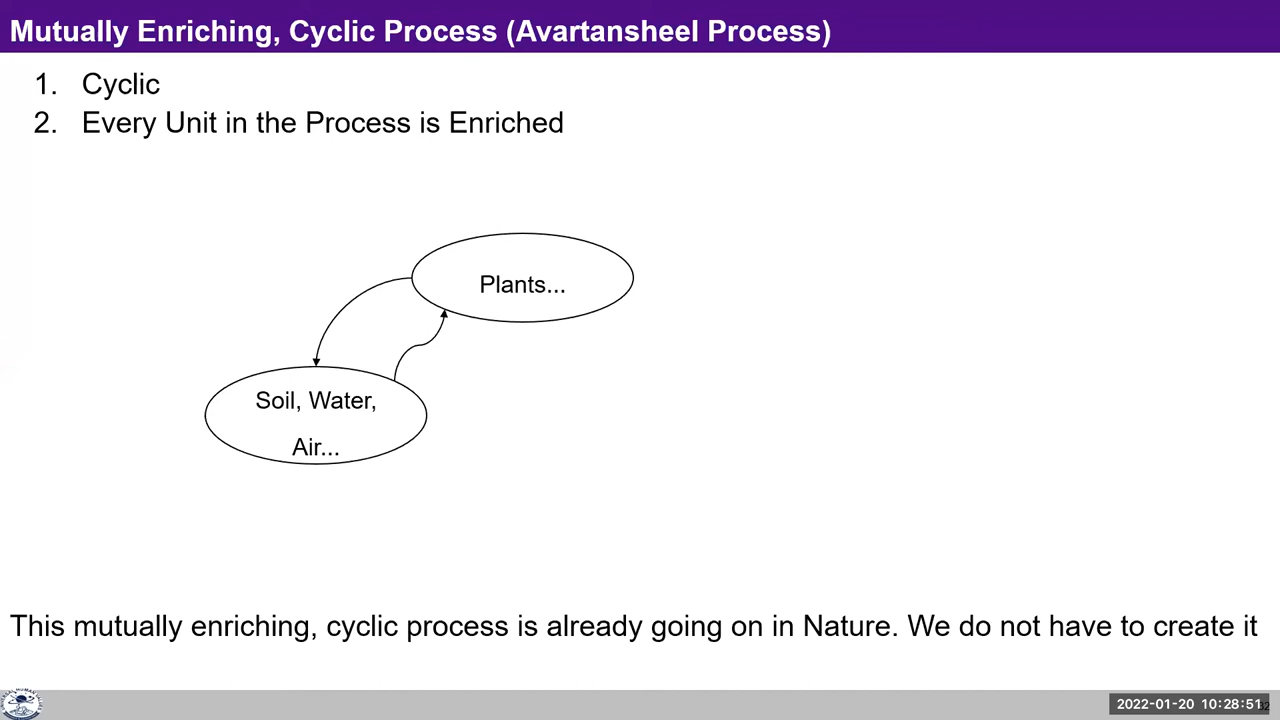 Mutually Enriching, Cyclic Process (Avartansheel Process)
1. Cyclic
2. Every Unit in the Process is Enriched
Plants...
Soil, Water,
Air...
This mutually enriching, cyclic process is already going on in Nature. We do not have to create it
2022-01-20 10:28:51